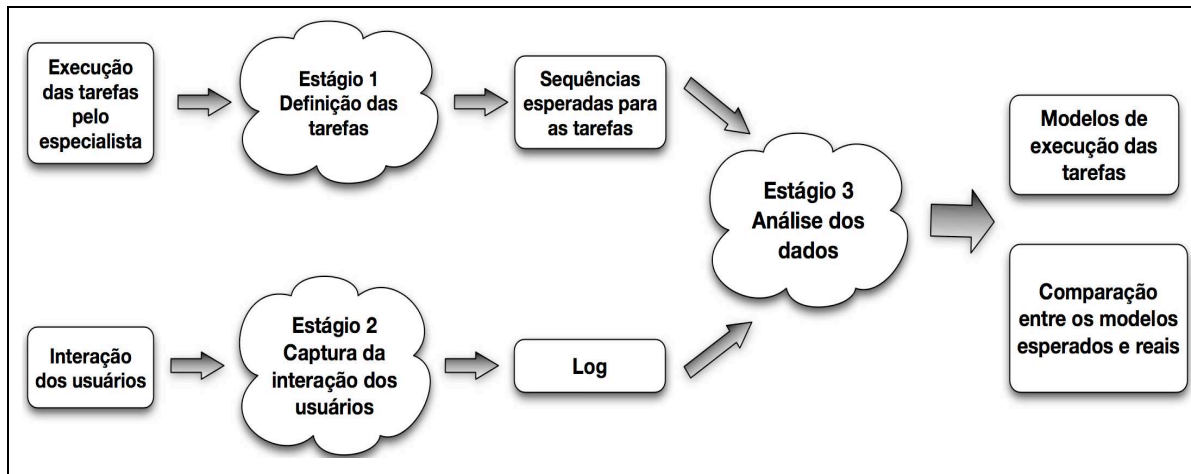 Execução
das tarefas
pelo
especialista
Estágio 1
Definição das
tarefas
Sequências
esperadas para
as tarefas
Estágio 3
Análise dos
dados
Modelos de
execução das
tarefas
Comparação
entre os modelos
esperados e reais
Interação
dos usuários
Estágio 2
Captura da
interação dos
usuários
Log